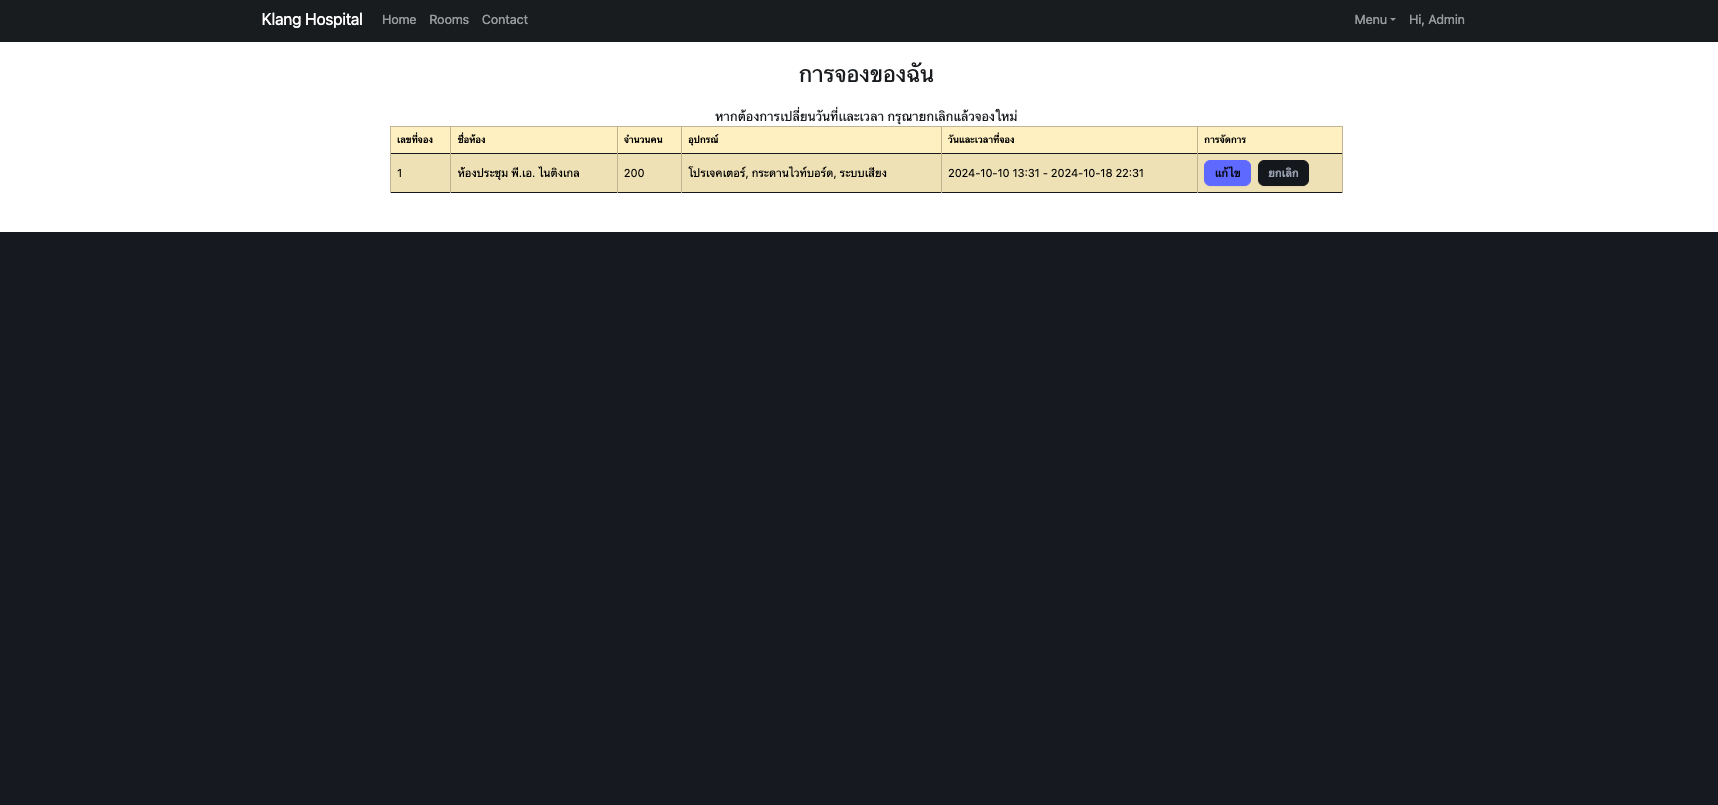 Klang Hospital Home Rooms Contact Menu Hi, Admin
การจองของฉัน
หากต้องการเปลี่ยนวันที่และเวลา กรุณายกเลิกแล้วจองใหม่
เลขที่จอง ชื่อห้อง จำนวนคน อุปกรณ์ วันและเวลาที่จอง การจัดการ
1 ห้องประชุม พี.เอ. ไนติงเกล 200 โปรเจคเตอร์, กระดานไวท์บอร์ด, ระบบเสียง 2024-10-10 13:31 - 2024-10-18 22:31 แก้ไข ยกเลิก